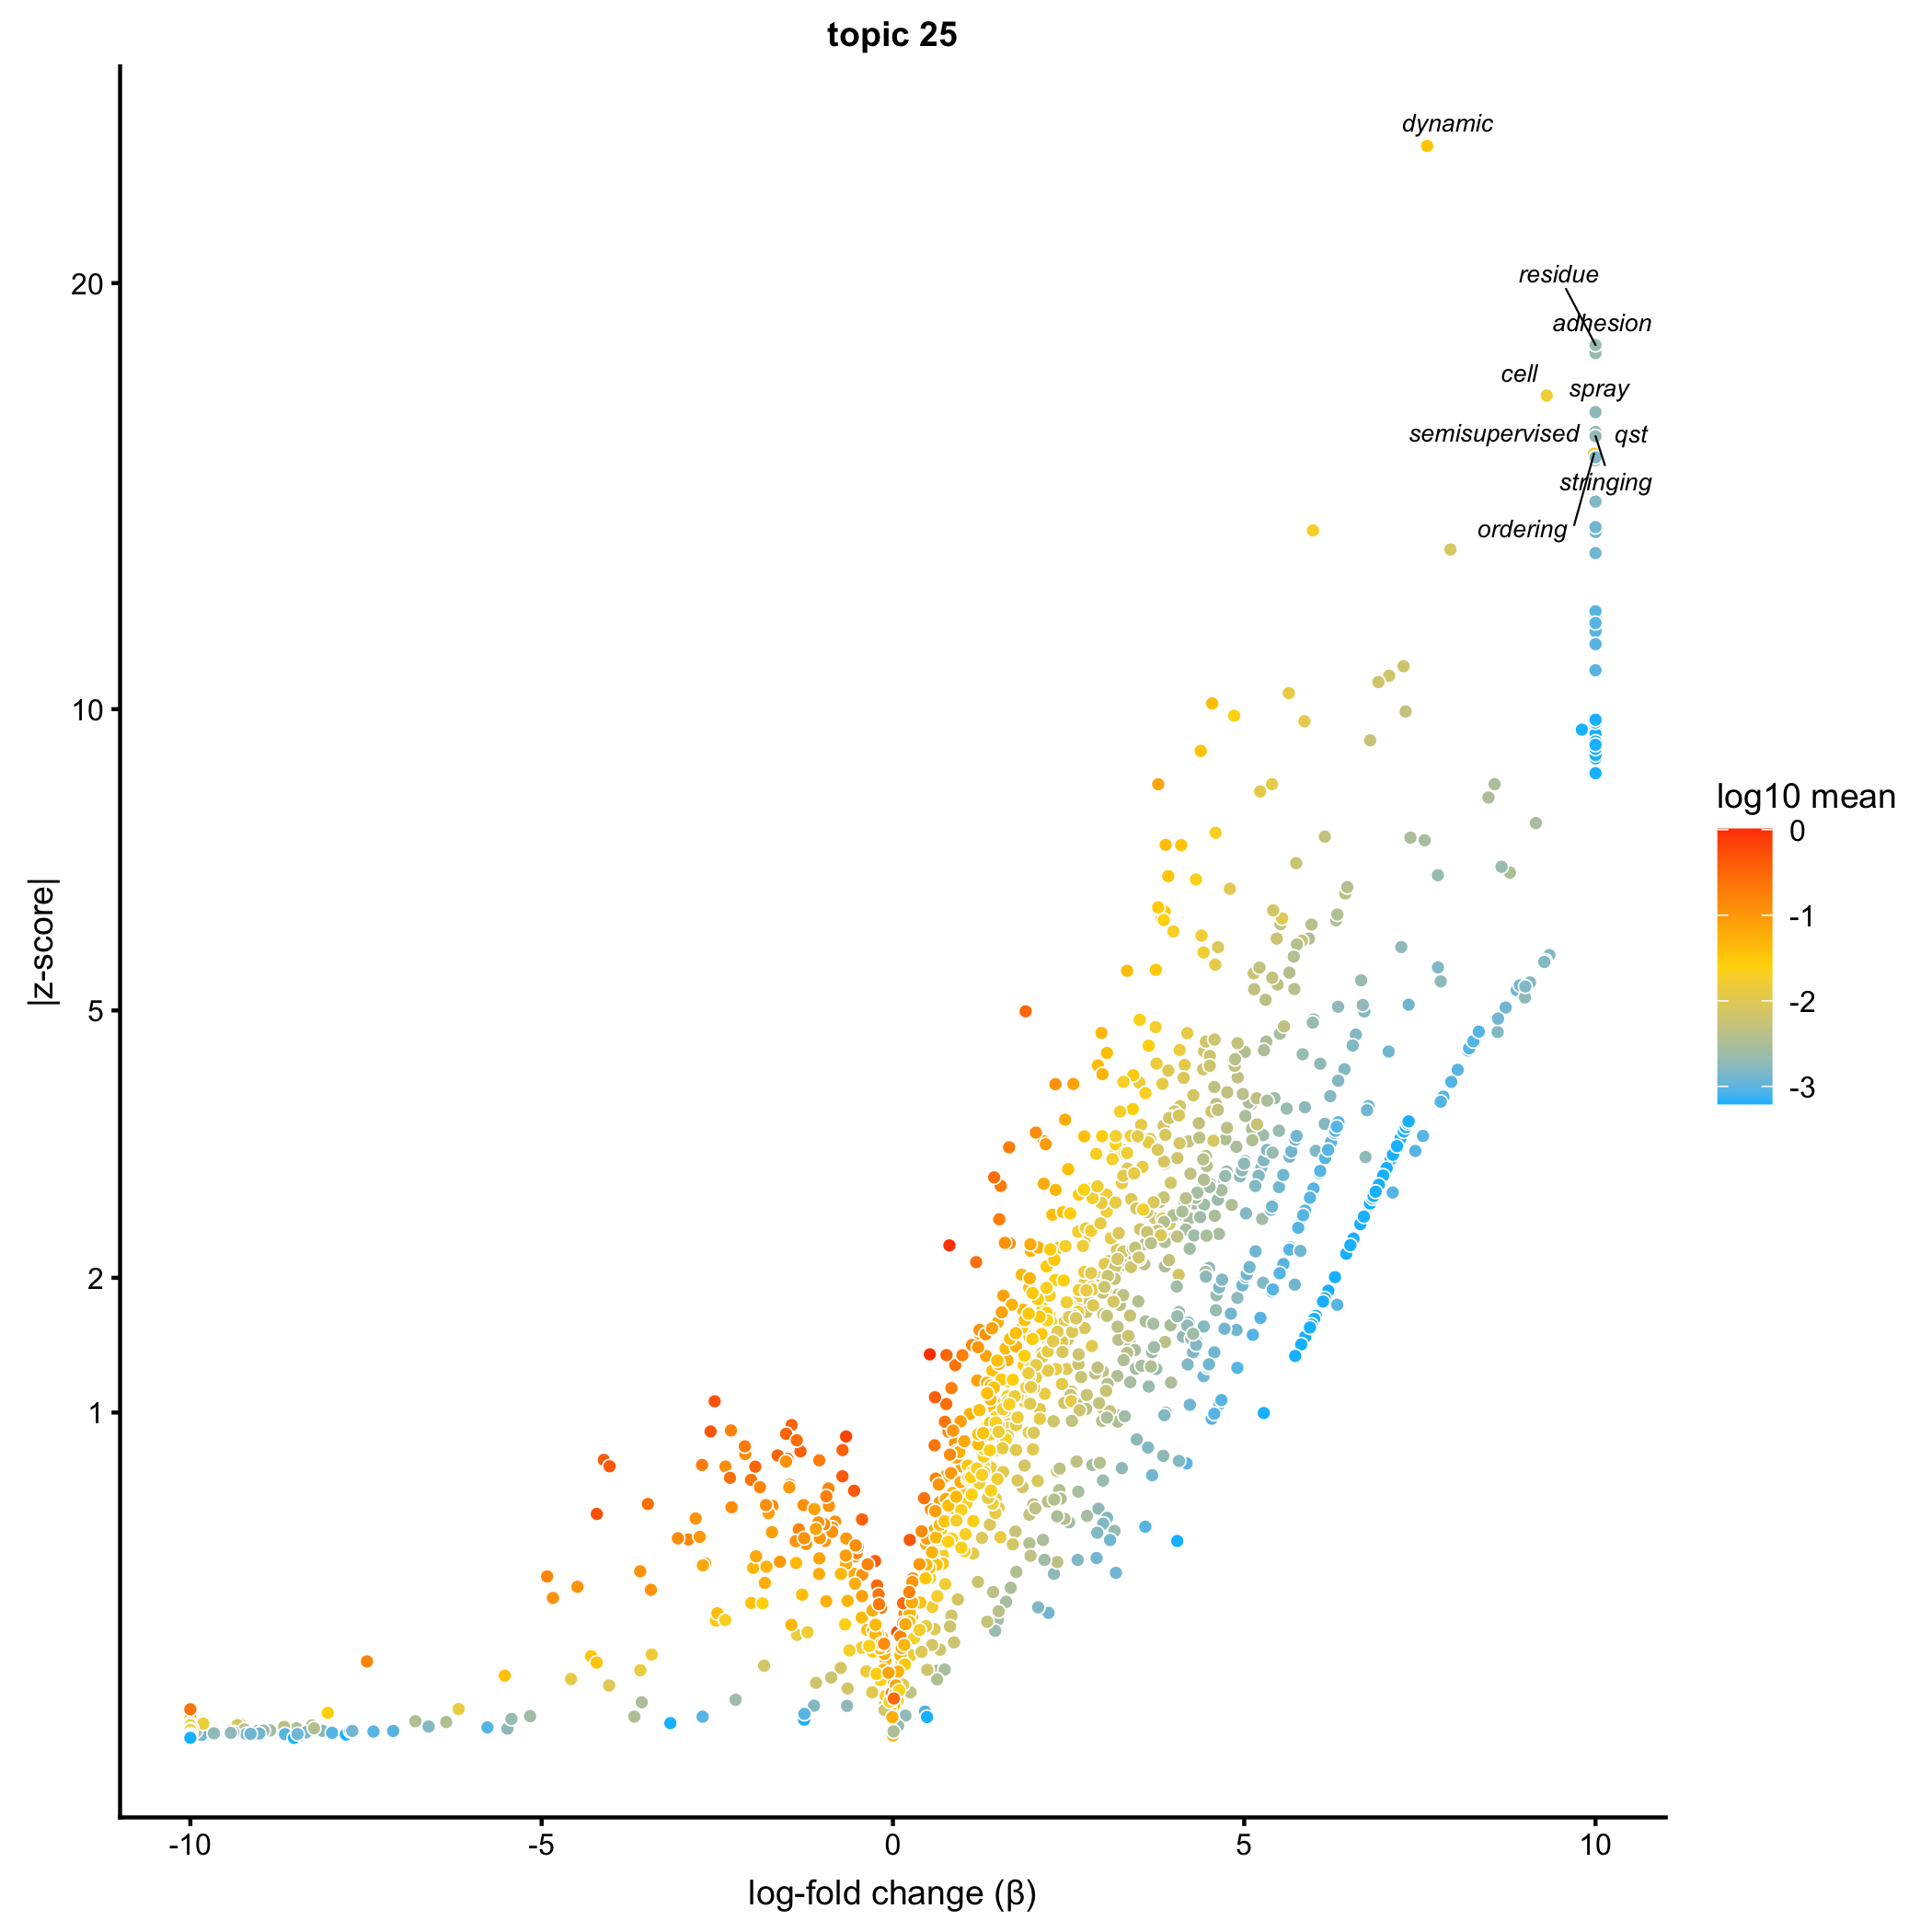 topic 25
dynamic
20
residue
adhesion
cell
spray
semisupervised
qst
stringing
ordering
10
|z-score|
5
2
1
-10
-5
0
5
10
log-fold change (β)
log10 mean
0
-1
-2
-3